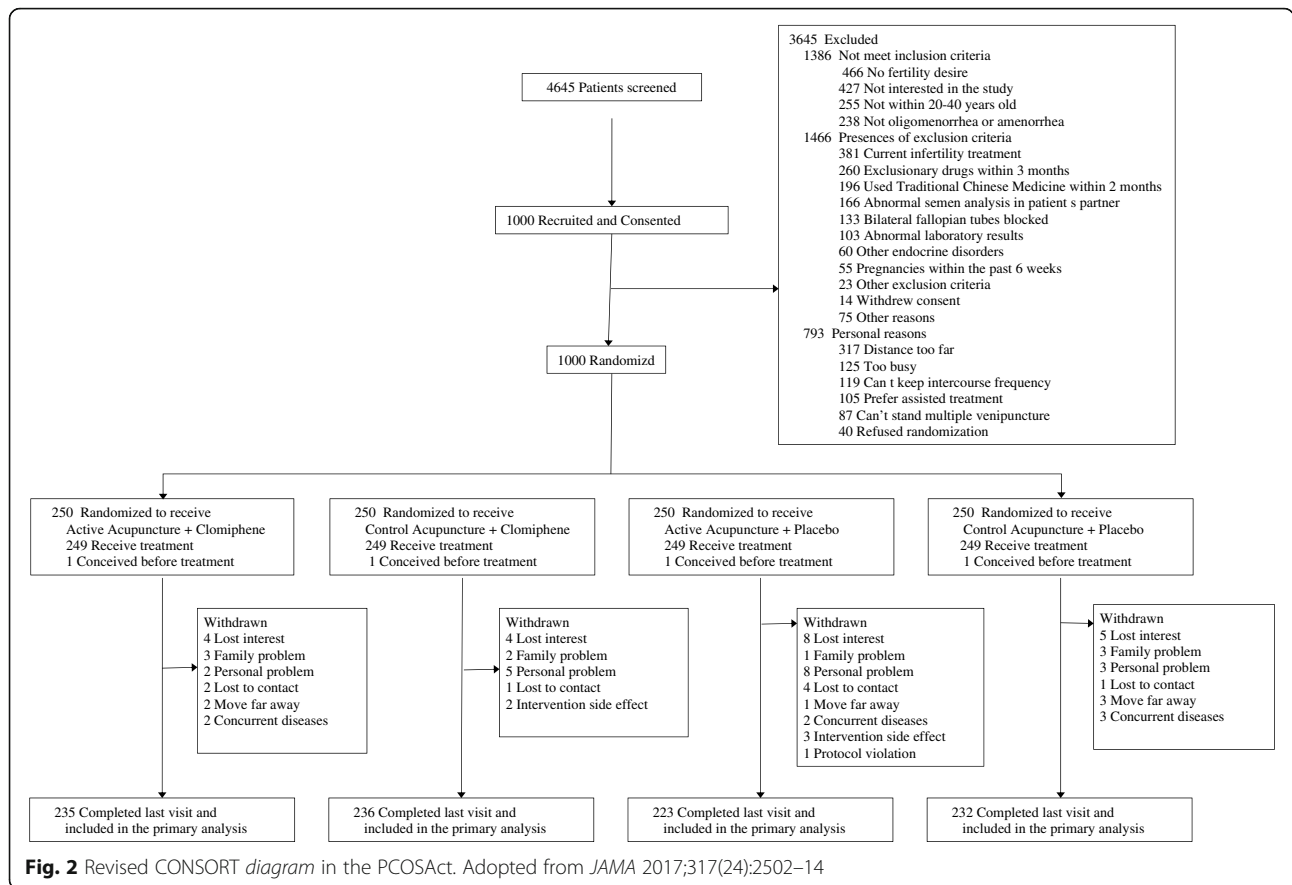 4645 Patients screened
3645 Excluded
1386 Not meet inclusion criteria
466 No fertility desire
427 Not interested in the study
255 Not within 20-40 years old
238 Not oligomenorrhea or amenorrhea
1466 Presences of exclusion criteria
381 Current infertility treatment
260 Exclusionary drugs within 3 months
196 Used Traditional Chinese Medicine within 2 months
166 Abnormal semen analysis in patient s partner
133 Bilateral fallopian tubes blocked
103 Abnormal laboratory results
60 Other endocrine disorders
55 Pregnancies within the past 6 weeks
23 Other exclusion criteria
14 Withdrew consent
75 Other reasons
793 Personal reasons
317 Distance too far
125 Too busy
119 Can t keep intercourse frequency
105 Prefer assisted treatment
87 Can't stand multiple venipuncture
40 Refused randomization
1000 Recruited and Consented
1000 Randomizd
250 Randomized to receive
Active Acupuncture + Clomiphene
249 Receive treatment
1 Conceived before treatment
250 Randomized to receive
Control Acupuncture + Clomiphene
249 Receive treatment
1 Conceived before treatment
250 Randomized to receive
Active Acupuncture + Placebo
249 Receive treatment
1 Conceived before treatment
250 Randomized to receive
Control Acupuncture + Placebo
249 Receive treatment
1 Conceived before treatment
Withdrawn
4 Lost interest
3 Family problem
2 Personal problem
2 Lost to contact
2 Move far away
2 Concurrent diseases
Withdrawn
4 Lost interest
2 Family problem
5 Personal problem
1 Lost to contact
2 Intervention side effect
Withdrawn
8 Lost interest
1 Family problem
8 Personal problem
4 Lost to contact
1 Move far away
2 Concurrent diseases
3 Intervention side effect
1 Protocol violation
Withdrawn
5 Lost interest
3 Family problem
3 Personal problem
1 Lost to contact
3 Move far away
3 Concurrent diseases
235 Completed last visit and
included in the primary analysis
236 Completed last visit and
included in the primary analysis
223 Completed last visit and
included in the primary analysis
232 Completed last visit and
included in the primary analysis
Fig. 2 Revised CONSORT diagram in the PCOSAct. Adopted from JAMA 2017;317(24):2502–14